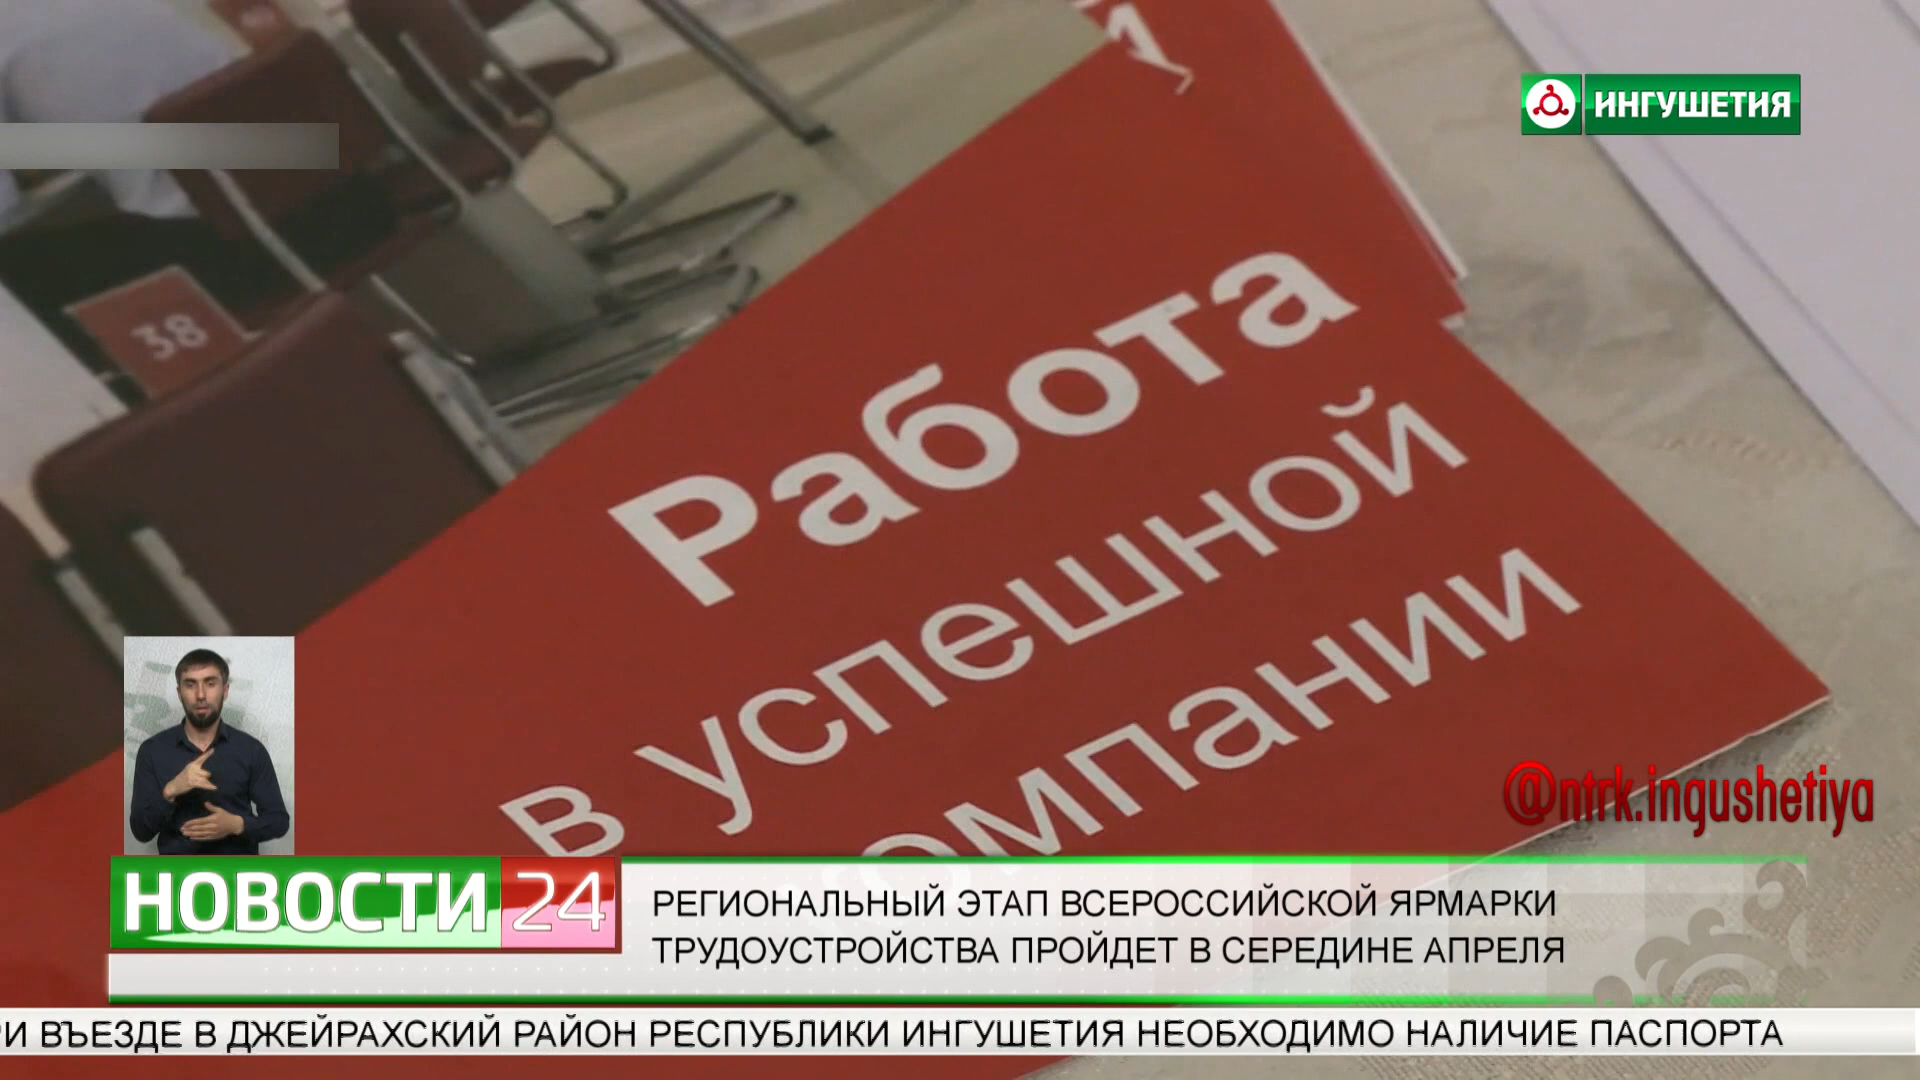 ИНГУШЕТИЯ
38
Работа
в успешной
омпании
@ntrk.ingushetiya
НОВОСТИ 24
РЕГИОНАЛЬНЫЙ ЭТАП ВСЕРОССИЙСКОЙ ЯРМАРКИ
ТРУДОУСТРОЙСТВА ПРОЙДЕТ В СЕРЕДИНЕ АПРЕЛЯ
РИ ВЪЕЗДЕ В ДЖЕЙРАХСКИЙ РАЙОН РЕСПУБЛИКИ ИНГУШЕТИЯ НЕОБХОДИМО НАЛИЧИЕ ПАСПОРТА